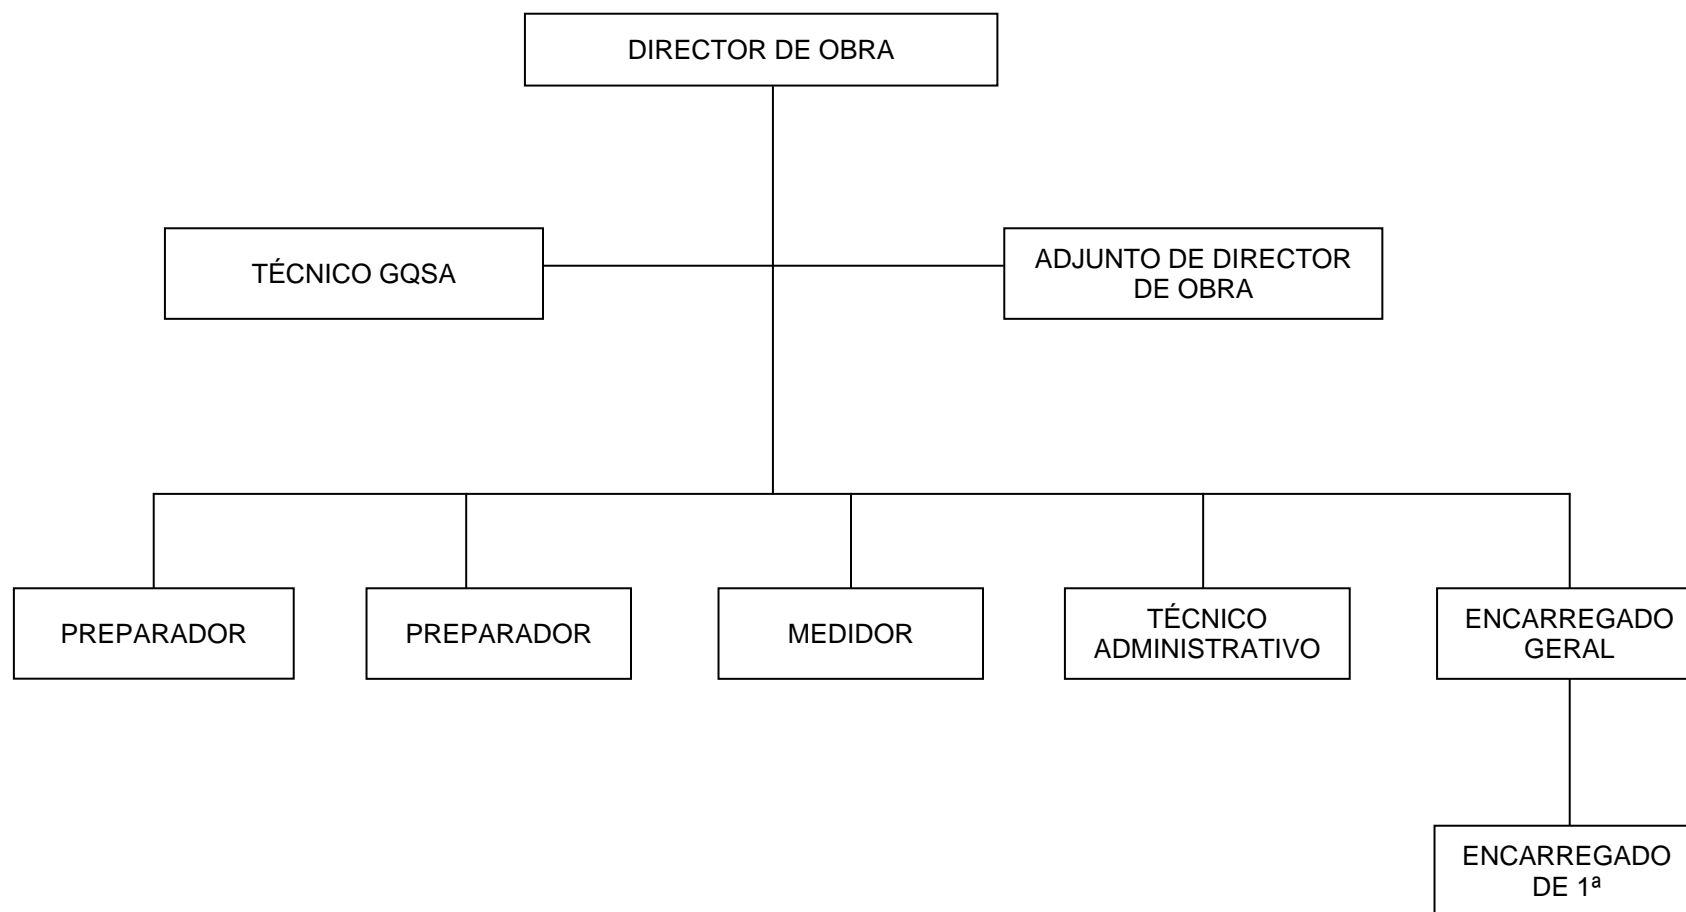 DIRECTOR DE OBRA
TÉCNICO GQSA
ADJUNTO DE DIRECTOR
DE OBRA
PREPARADOR
PREPARADOR
MEDIDOR
TÉCNICO
ADMINISTRATIVO
ENCARREGADO
GERAL
ENCARREGADO
DE 1ª